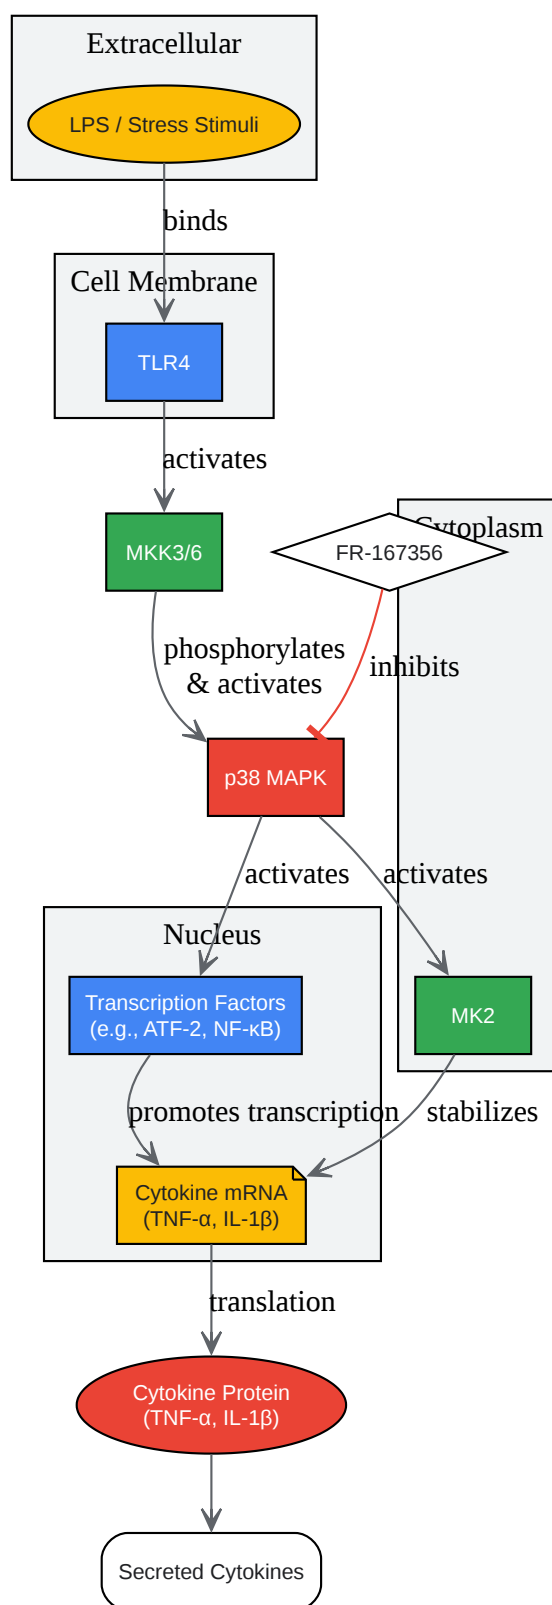 Extracellular
LPS / Stress Stimuli
binds
Cell Membrane
TLR4
activates
Cytoplasm
MKK3/6
FR-167356
phosphorylates
& activates
inhibits
p38 MAPK
activates
activates
Nucleus
Transcription Factors
(e.g., ATF-2, NF-κB)
MK2
promotes transcription
stabilizes
Cytokine mRNA
(TNF-α, IL-1β)
translation
Cytokine Protein
(TNF-α, IL-1β)
Secreted Cytokines